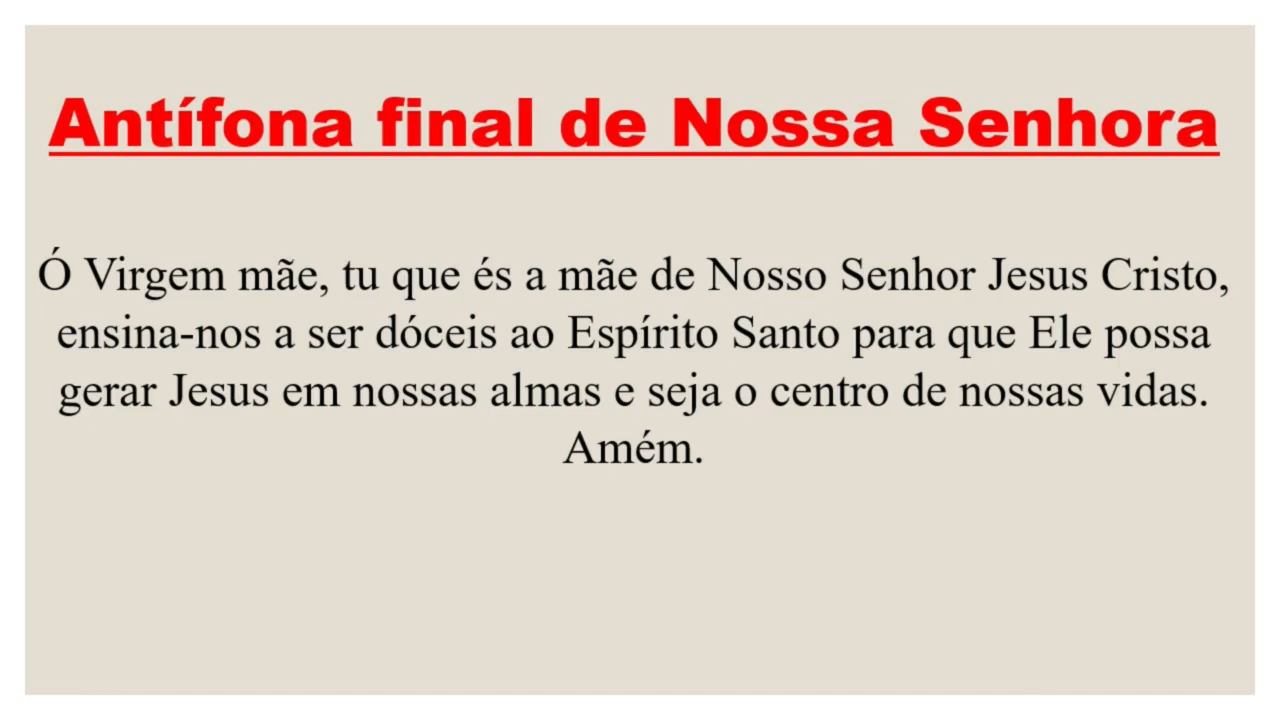 Antífona final de Nossa Senhora
Ó Virgem mãe, tu que és a mãe de Nosso Senhor Jesus Cristo,
ensina-nos a ser dóceis ao Espírito Santo para que Ele possa
gerar Jesus em nossas almas e seja o centro de nossas vidas.
Amém.